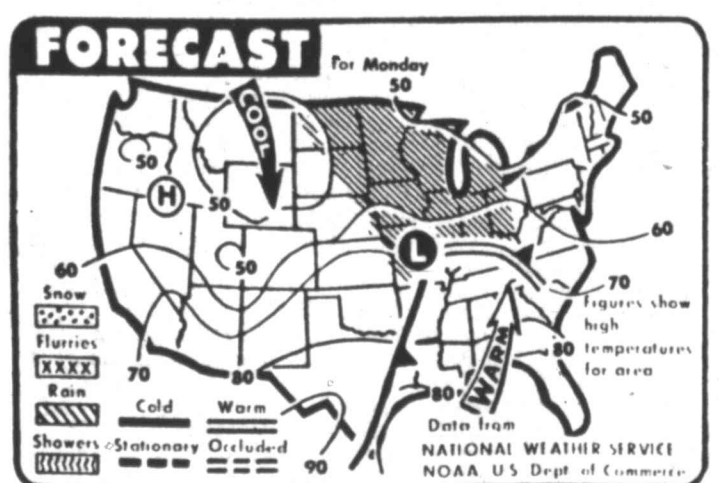 FORECAST
For Monday
50
COOL
50
50
H
50
50
60
60
L
70
Snow
Flurries
XXXX
Rain
Showers
70
80
Cold
Warm
Stationary
Occluded
90
80
WARM
80
Figures show
high
temperatures
for area
Data from
NATIONAL WEATHER SERVICE
NOAA, U.S. Dept. of Commerce